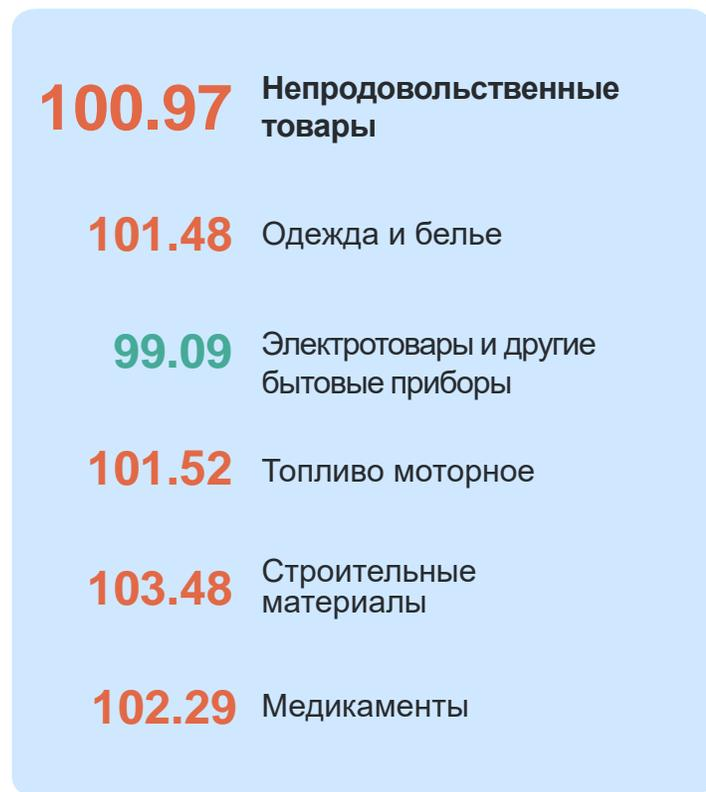 100.97 Непродовольственные
товары
101.48 Одежда и белье
99.09 Электротовары и другие
бытовые приборы
101.52 Топливо моторное
103.48 Строительные
материалы
102.29 Медикаменты